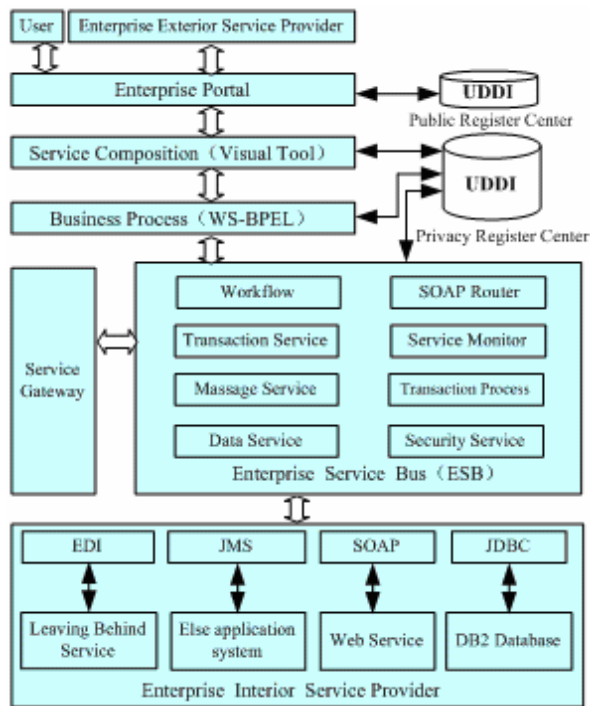 User
Enterprise Exterior Service Provider
Enterprise Portal
UDDI
Public Register Center
Service Composition（Visual Tool）
UDDI
Business Process（WS-BPEL）
Privacy Register Center
Service
Gateway
Workflow
SOAP Router
Transaction Service
Service Monitor
Massage Service
Transaction Process
Data Service
Security Service
Enterprise Service Bus（ESB）
EDI
JMS
SOAP
JDBC
Leaving Behind
Service
Else application
system
Web Service
DB2 Database
Enterprise Interior Service Provider